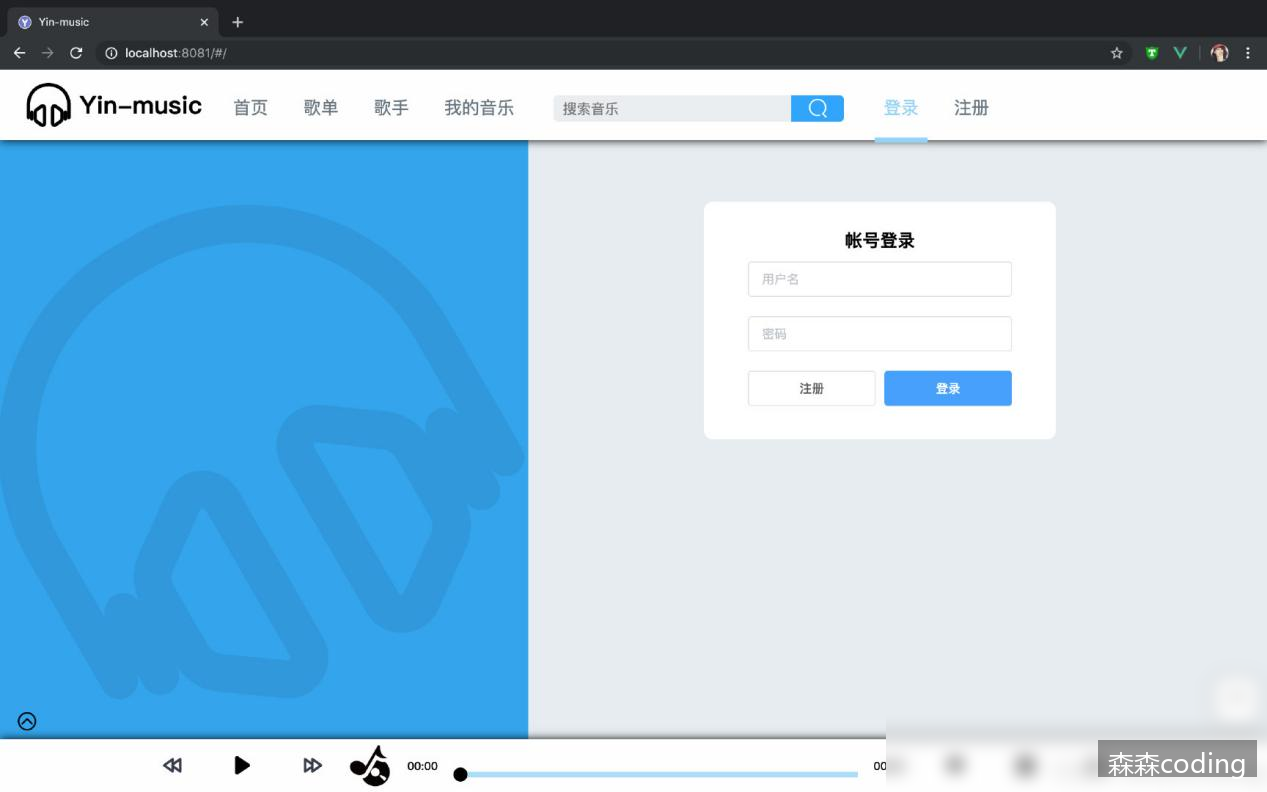 Yin-music
localhost:8081/#/
Yin-music 首页 歌单 歌手 我的音乐 搜索音乐 登录 注册
帐号登录
用户名
密码
注册 登录
00:00 00
森森coding